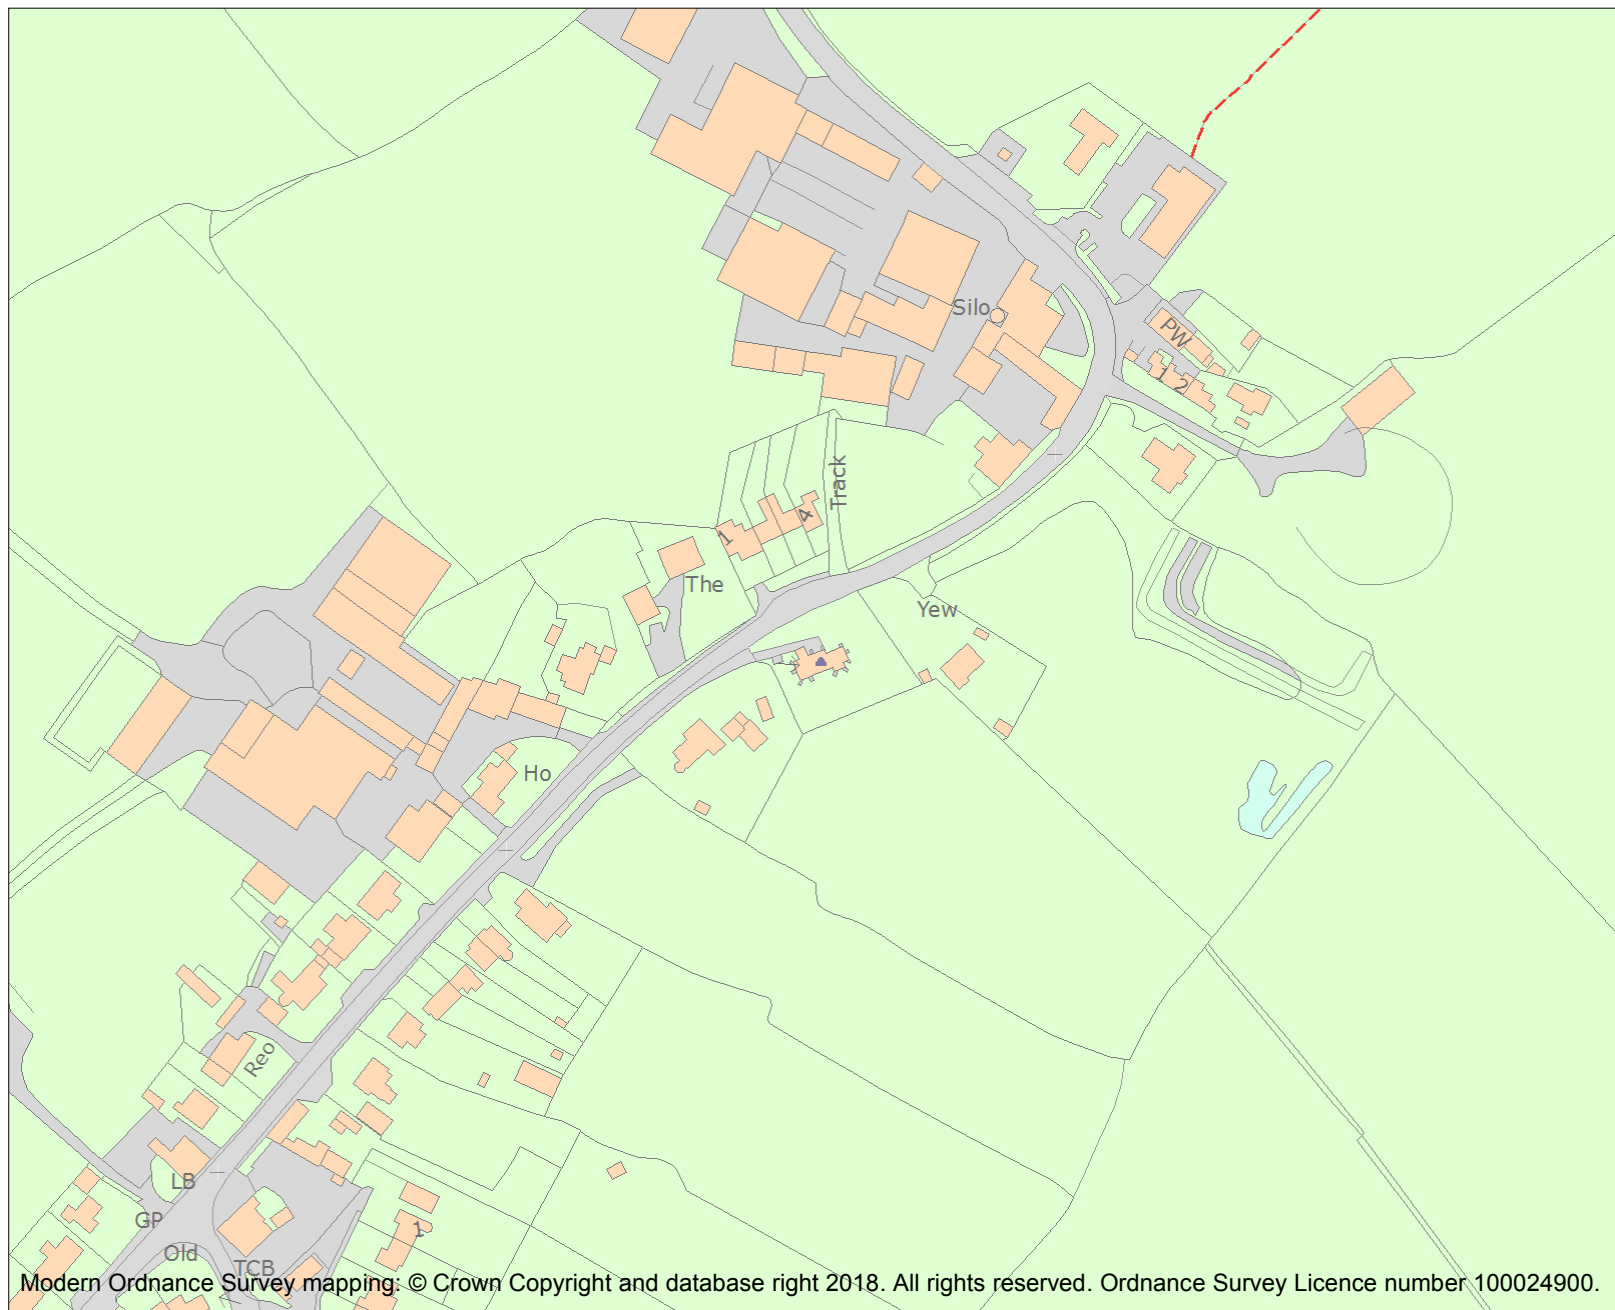 Silo
PW
1 2
Track
4
1
The
Yew
Ho
Reo
LB
GP
1
Old
TCB
Modern Ordnance Survey mapping: © Crown Copyright and database right 2018. All rights reserved. Ordnance Survey Licence number 100024900.